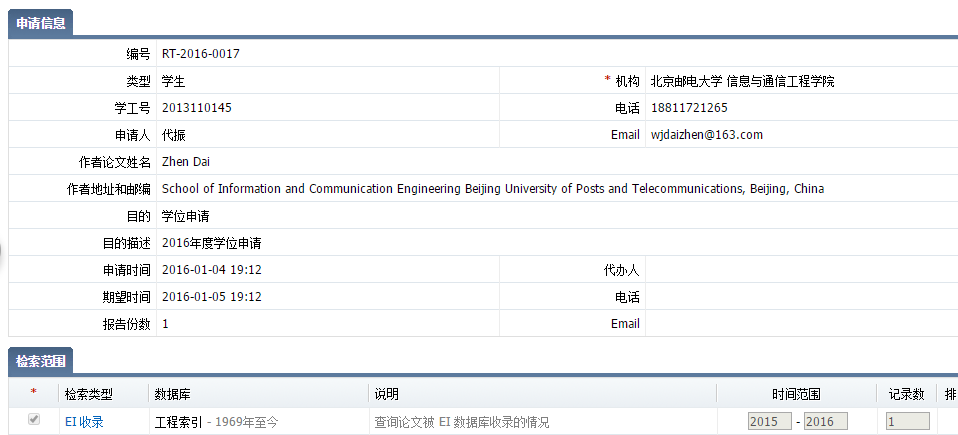 申请信息
编号 RT-2016-0017
类型 学生 * 机构 北京邮电大学 信息与通信工程学院
学工号 2013110145 电话 18811721265
申请人 代振 Email wjdaizhen@163.com
作者论文姓名 Zhen Dai
作者地址和邮编 School of Information and Communication Engineering Beijing University of Posts and Telecommunications, Beijing, China
目的 学位申请
目的描述 2016年度学位申请
申请时间 2016-01-04 19:12 代办人
期望时间 2016-01-05 19:12 电话
报告份数 1 Email
检索范围
* 检索类型 数据库 说明 时间范围 记录数 排
EI 收录 工程索引 - 1969年至今 查询论文被 EI 数据库收录的情况 2015 - 2016 1